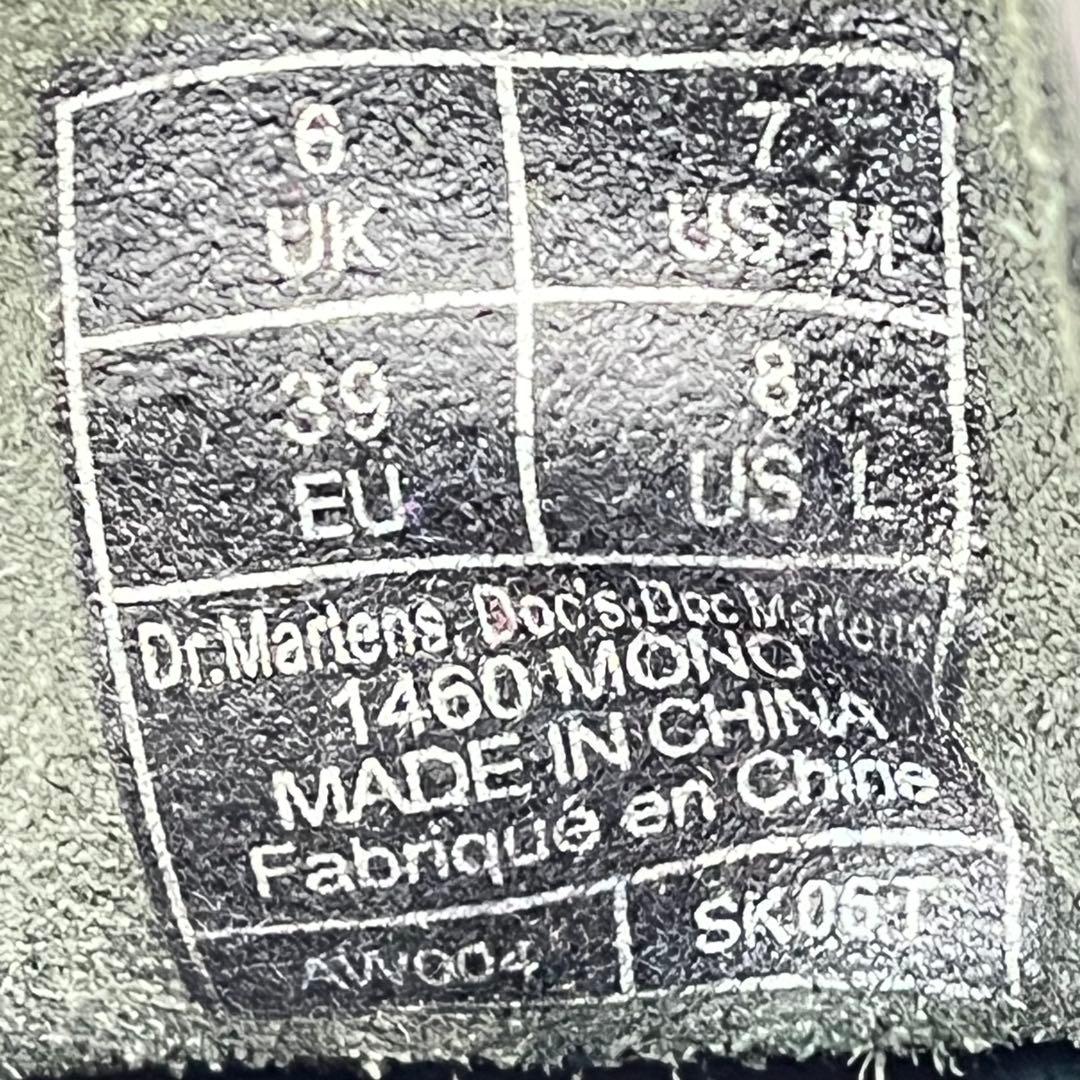 6
UK
7
US M
39
EU
8
US L
Dr.Martens. Doc's.Doc Martens
1460 MONO
MADE IN CHINA
Fabriqué en Chine
AW004
SK05T